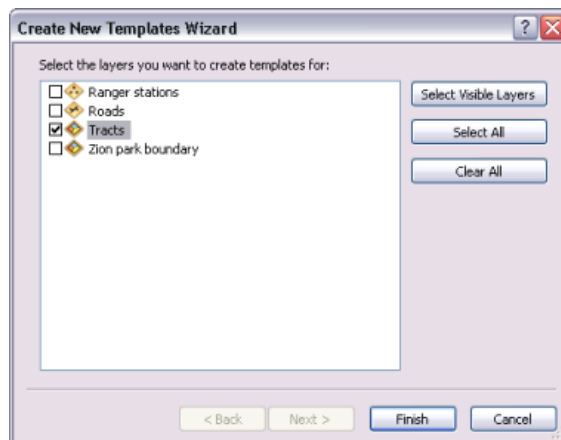 Create New Templates Wizard
Select the layers you want to create templates for:
Ranger stations
Roads
Tracts
Zion park boundary
Select Visible Layers
Select All
Clear All
< Back
Next >
Finish
Cancel